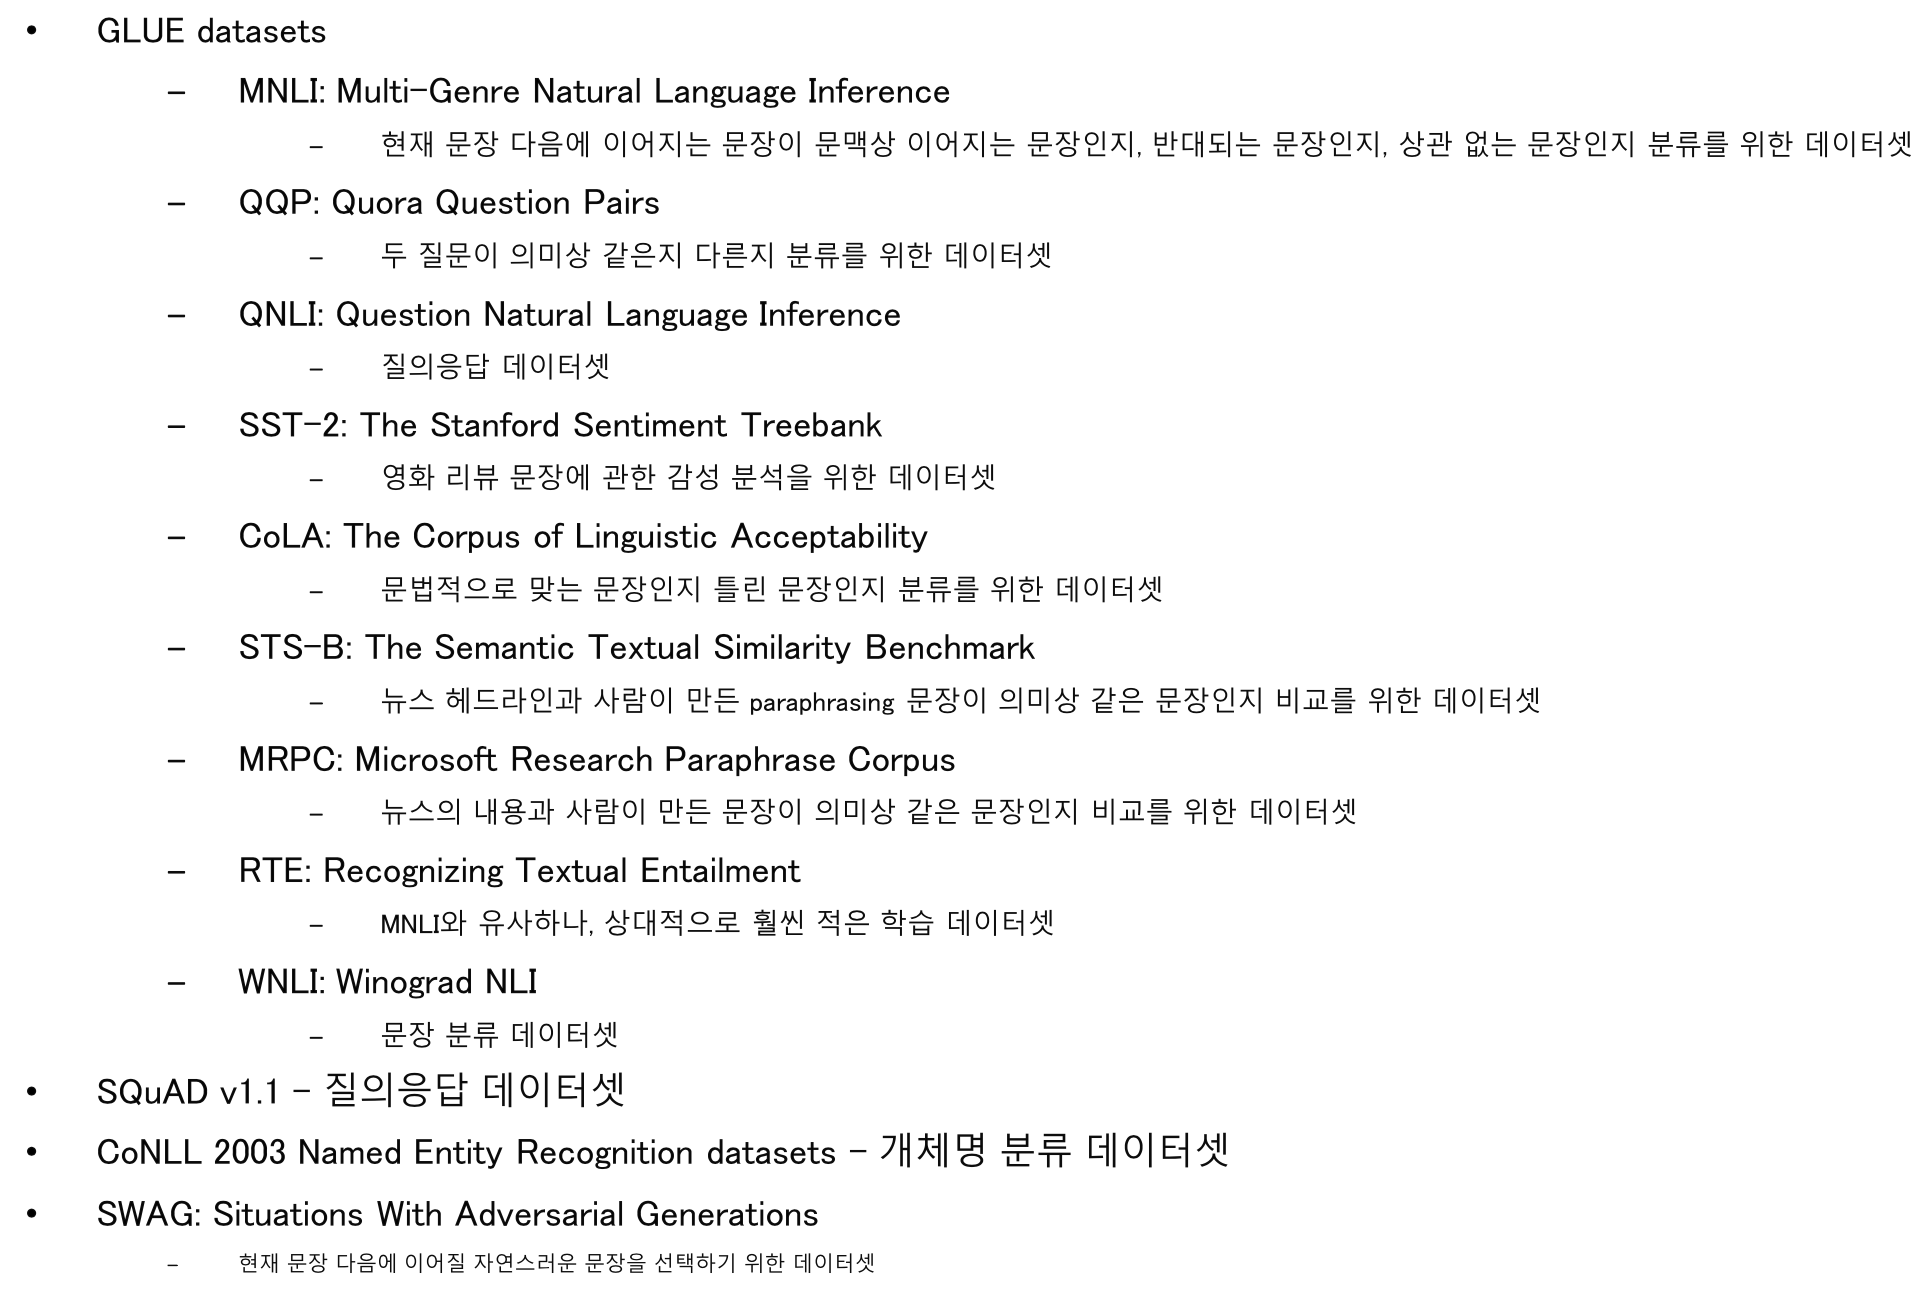 • GLUE datasets
– MNLI: Multi-Genre Natural Language Inference
– 현재 문장 다음에 이어지는 문장이 문맥상 이어지는 문장인지, 반대되는 문장인지, 상관 없는 문장인지 분류를 위한 데이터셋
– QQP: Quora Question Pairs
– 두 질문이 의미상 같은지 다른지 분류를 위한 데이터셋
– QNLI: Question Natural Language Inference
– 질의응답 데이터셋
– SST-2: The Stanford Sentiment Treebank
– 영화 리뷰 문장에 관한 감성 분석을 위한 데이터셋
– CoLA: The Corpus of Linguistic Acceptability
– 문법적으로 맞는 문장인지 틀린 문장인지 분류를 위한 데이터셋
– STS-B: The Semantic Textual Similarity Benchmark
– 뉴스 헤드라인과 사람이 만든 paraphrasing 문장이 의미상 같은 문장인지 비교를 위한 데이터셋
– MRPC: Microsoft Research Paraphrase Corpus
– 뉴스의 내용과 사람이 만든 문장이 의미상 같은 문장인지 비교를 위한 데이터셋
– RTE: Recognizing Textual Entailment
– MNLI와 유사하나, 상대적으로 훨씬 적은 학습 데이터셋
– WNLI: Winograd NLI
– 문장 분류 데이터셋
• SQuAD v1.1 – 질의응답 데이터셋
• CoNLL 2003 Named Entity Recognition datasets – 개체명 분류 데이터셋
• SWAG: Situations With Adversarial Generations
– 현재 문장 다음에 이어질 자연스러운 문장을 선택하기 위한 데이터셋